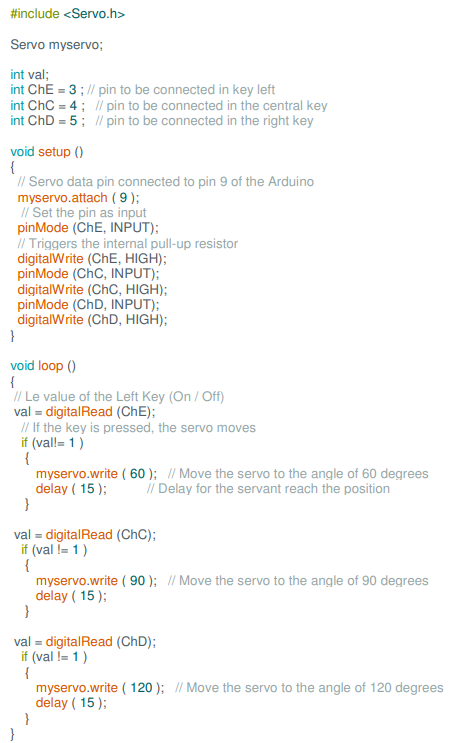 #include <Servo.h>
Servo myservo;
int val;
int ChE = 3 ; // pin to be connected in key left
int ChC = 4 ; // pin to be connected in the central key
int ChD = 5 ; // pin to be connected in the right key
void setup ()
{
// Servo data pin connected to pin 9 of the Arduino
myservo.attach ( 9 );
// Set the pin as input
pinMode (ChE, INPUT);
// Triggers the internal pull-up resistor
digitalWrite (ChE, HIGH);
pinMode (ChC, INPUT);
digitalWrite (ChC, HIGH);
pinMode (ChD, INPUT);
digitalWrite (ChD, HIGH);
}
void loop ()
{
// Le value of the Left Key (On / Off)
val = digitalRead (ChE);
// If the key is pressed, the servo moves
if (val!= 1 )
{
myservo.write ( 60 ); // Move the servo to the angle of 60 degrees
delay ( 15 ); // Delay for the servant reach the position
}
val = digitalRead (ChC);
if (val != 1 )
{
myservo.write ( 90 ); // Move the servo to the angle of 90 degrees
delay ( 15 );
}
val = digitalRead (ChD);
if (val != 1 )
{
myservo.write ( 120 ); // Move the servo to the angle of 120 degrees
delay ( 15 );
}
}